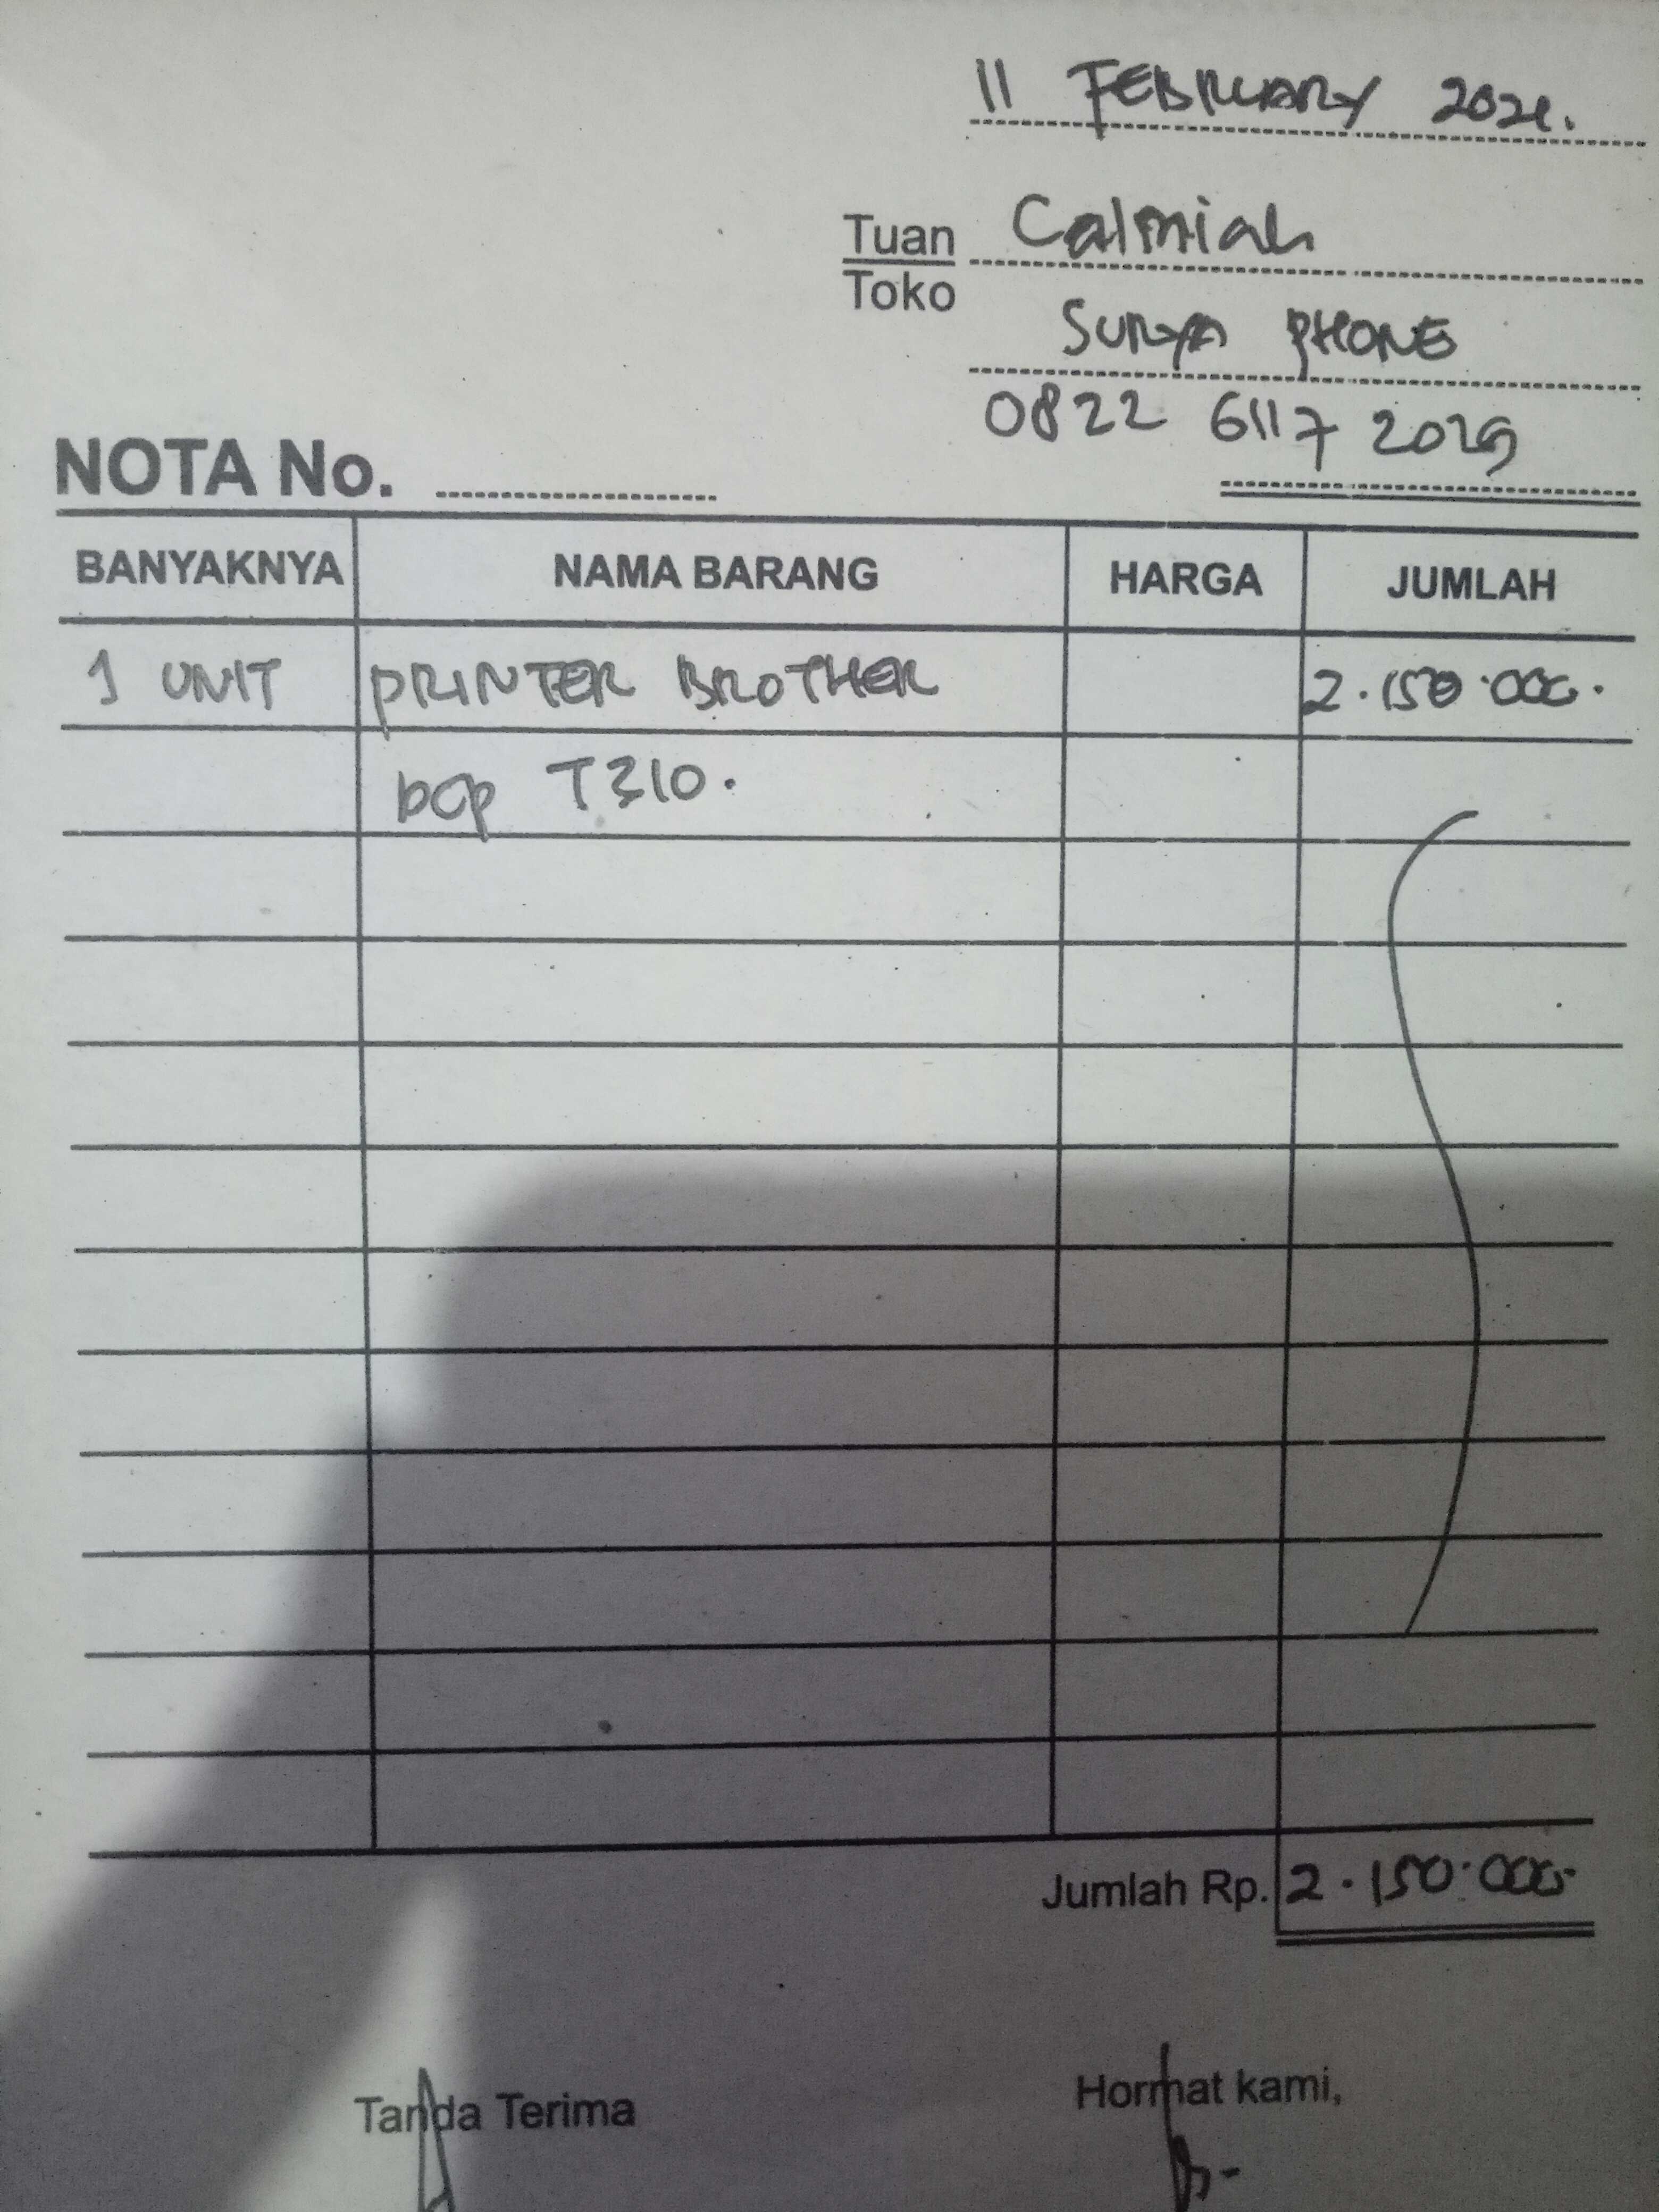 11 FEBRUARY 2021.
Tuan Calmiah
Toko
SURYA PHONE
0822 6117 2029
NOTA No.
BANYAKNYA NAMA BARANG HARGA JUMLAH
1 UNIT PRINTER BROTHER 2.150.000.
bcp T310.
Jumlah Rp. 2.150.000-
Tanda Terima Hormat kami,